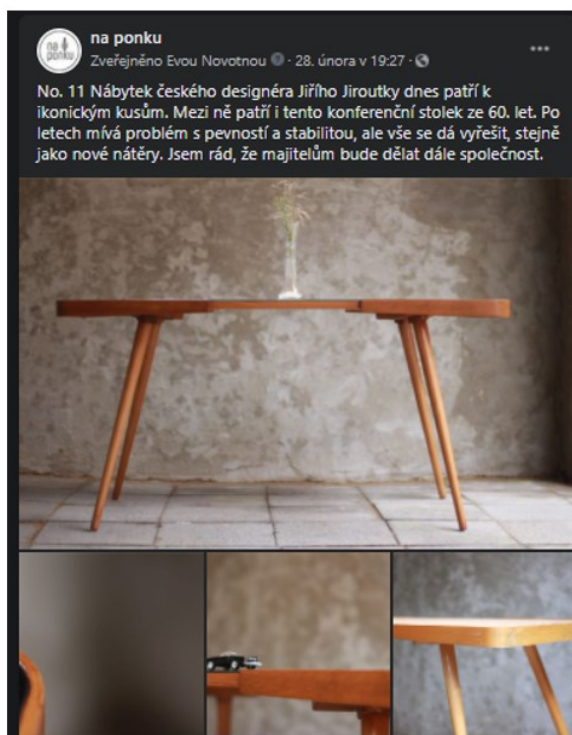 na ponku
na
ponku
Zveřejněno Evou Novotnou · 28. února v 19:27 ·
No. 11 Nábytek českého designéra Jiřího Jiroutky dnes patří k
ikonickým kusům. Mezi ně patří i tento konferenční stolek ze 60. let. Po
letech mívá problém s pevností a stabilitou, ale vše se dá vyřešit, stejně
jako nové nátěry. Jsem rád, že majitelům bude dělat dále společnost.